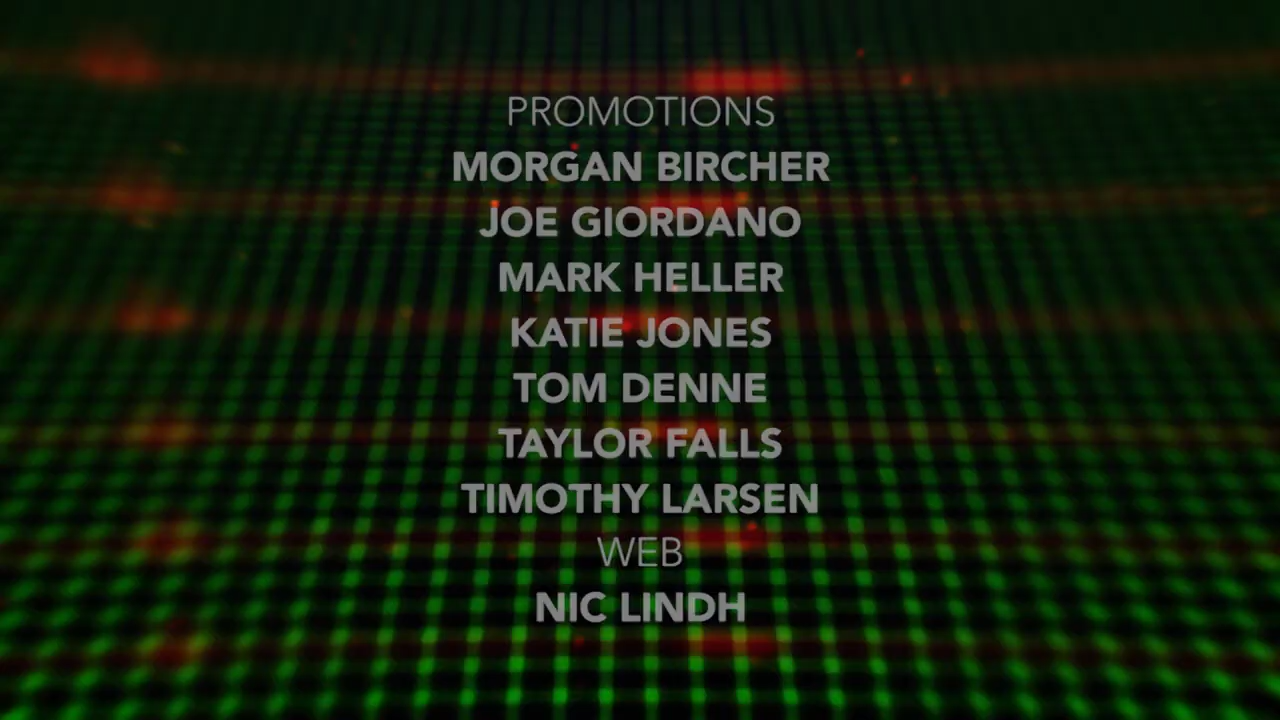 PROMOTIONS
MORGAN BIRCHER
JOE GIORDANO
MARK HELLER
KATIE JONES
TOM DENNE
TAYLOR FALLS
TIMOTHY LARSEN
WEB
NIC LINDH